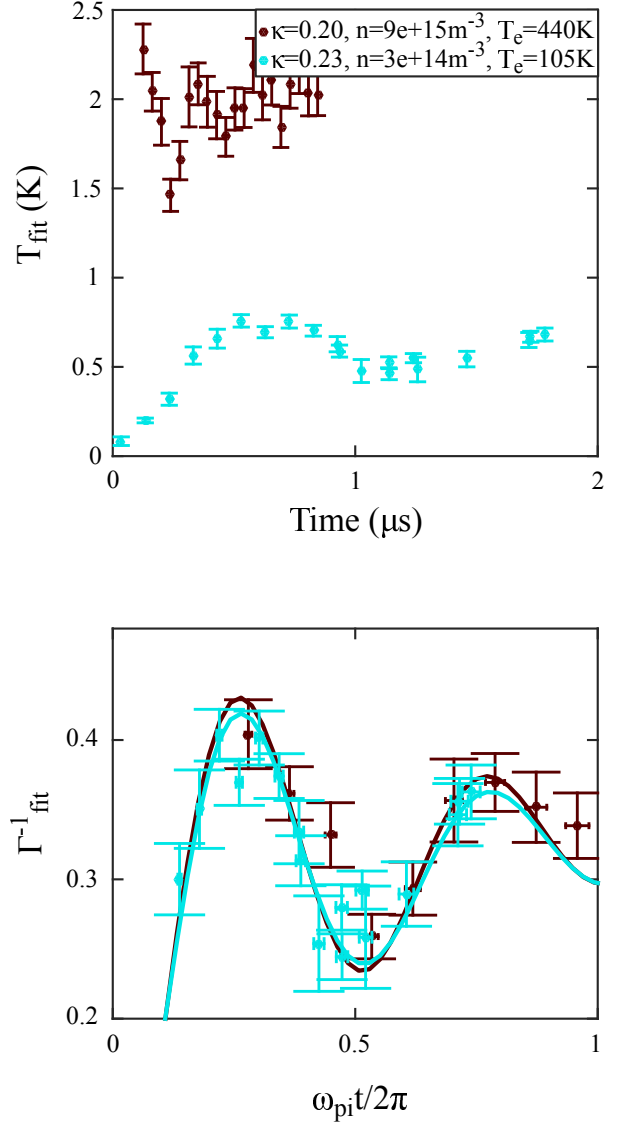 2.5
κ=0.20, n=9e+15m⁻³, Tₑ=440K
κ=0.23, n=3e+14m⁻³, Tₑ=105K
2
1.5
1
0.5
0
T_fit (K)
0 1 2
Time (μs)
0.4
0.3
0.2
Γ⁻¹_fit
0 0.5 1
ω_pi t/2π